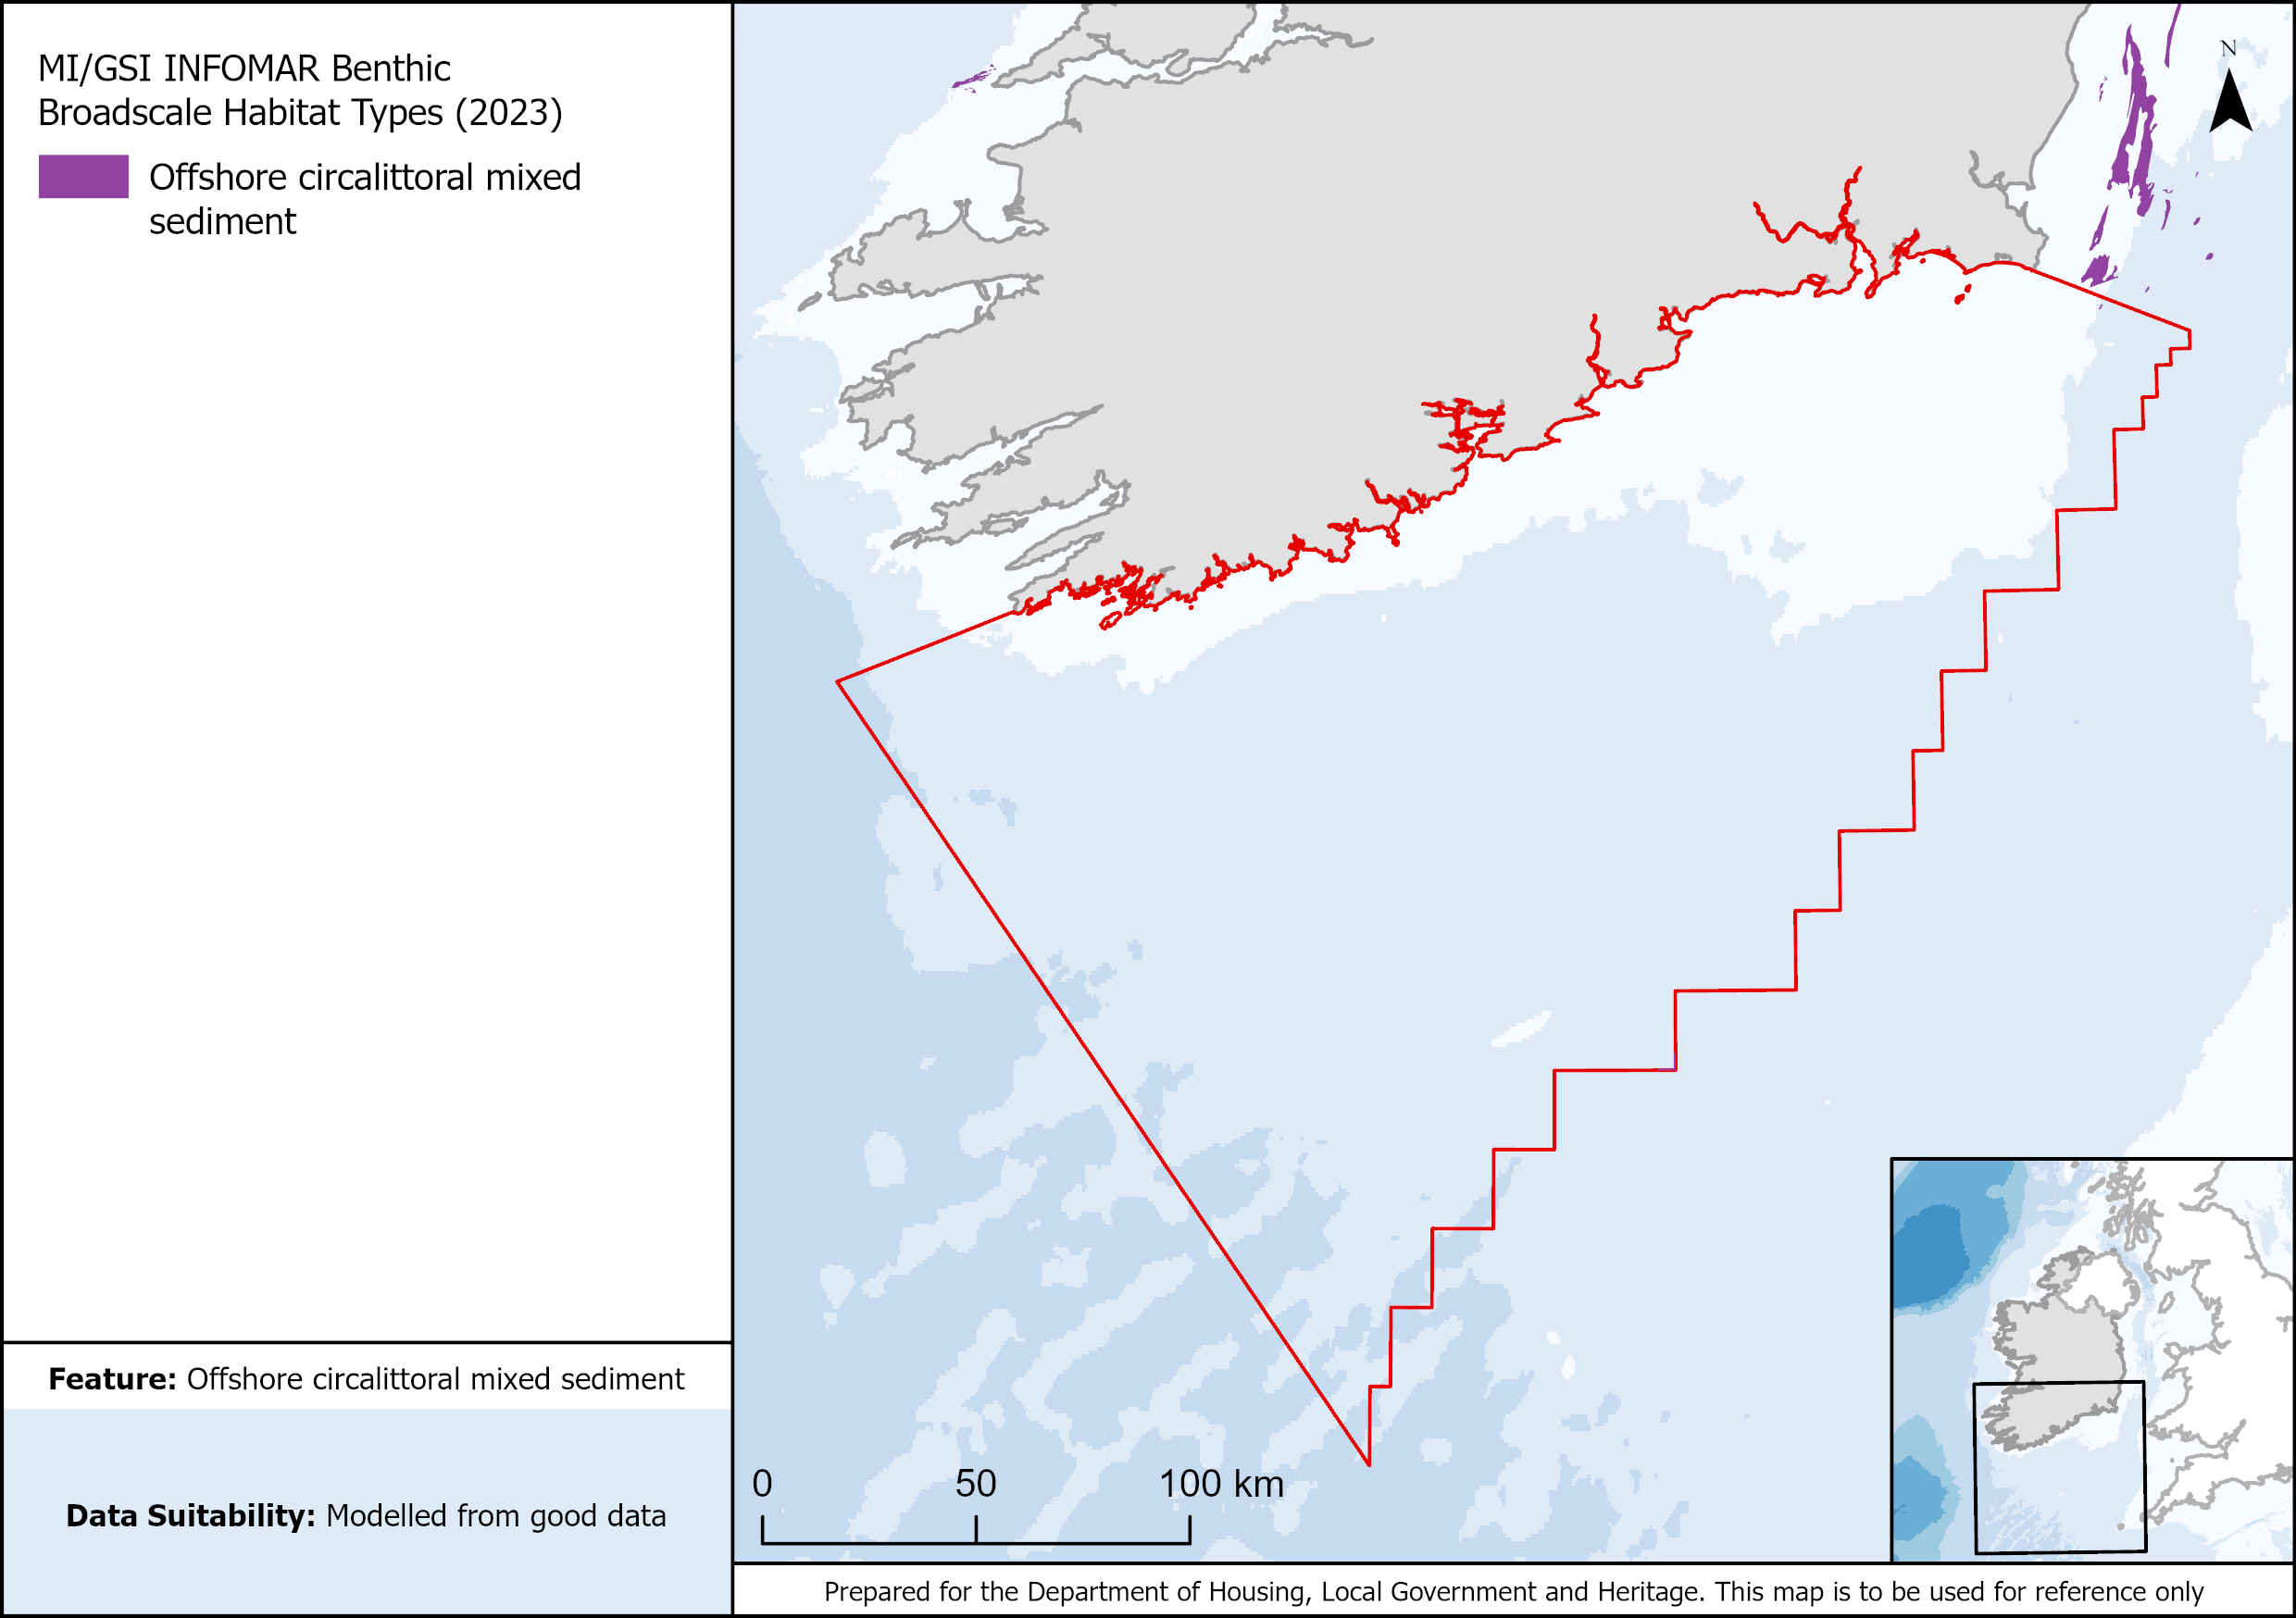 MI/GSI INFOMAR Benthic
Broadscale Habitat Types (2023)
Offshore circalittoral mixed
sediment
Feature: Offshore circalittoral mixed sediment
Data Suitability: Modelled from good data
N
0 50 100 km
Prepared for the Department of Housing, Local Government and Heritage. This map is to be used for reference only